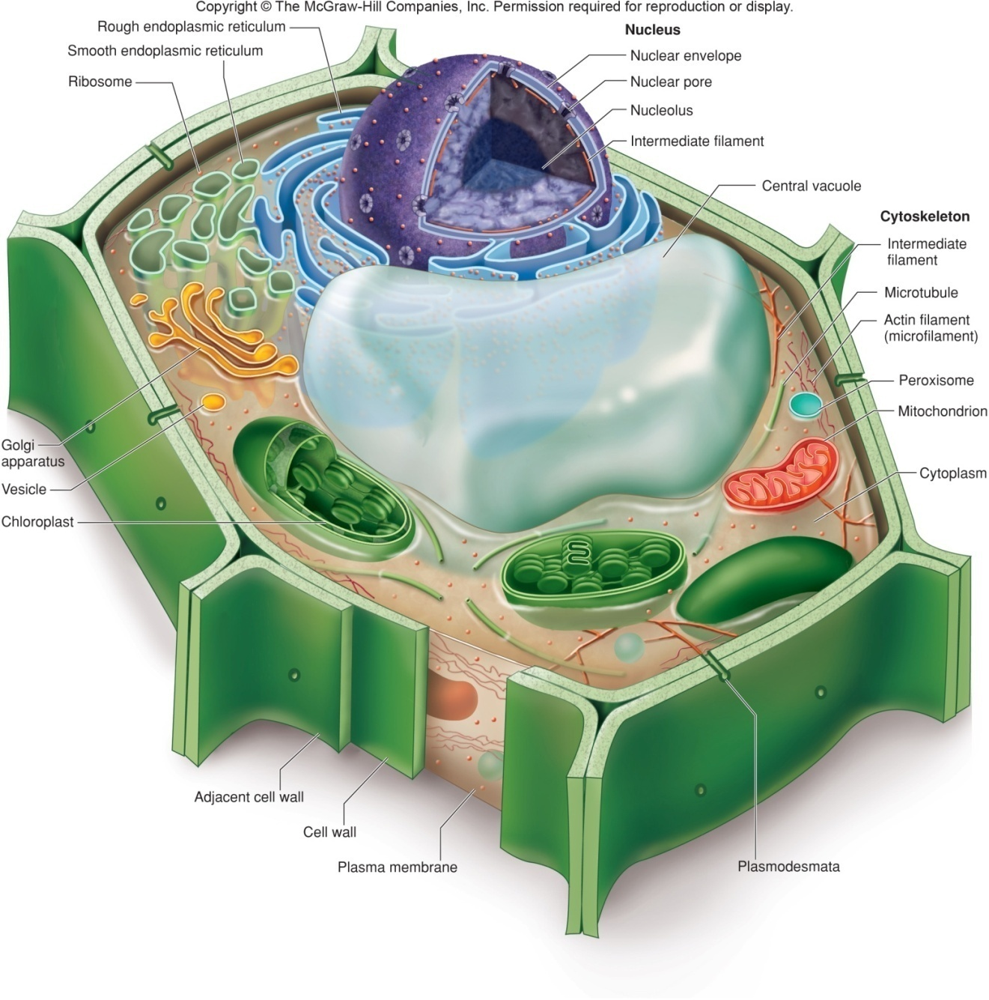 Copyright © The McGraw-Hill Companies, Inc. Permission required for reproduction or display.
Rough endoplasmic reticulum
Smooth endoplasmic reticulum
Ribosome
Nucleus
Nuclear envelope
Nuclear pore
Nucleolus
Intermediate filament
Central vacuole
Cytoskeleton
Intermediate
filament
Microtubule
Actin filament
(microfilament)
Peroxisome
Mitochondrion
Cytoplasm
Golgi
apparatus
Vesicle
Chloroplast
Adjacent cell wall
Cell wall
Plasma membrane
Plasmodesmata